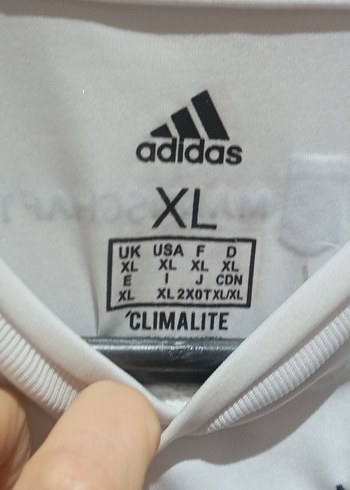 adidas
XL
UK USA F D
XL XL XL XL
E I J CDN
XL XL 2XOT XL/XL
CLIMALITE